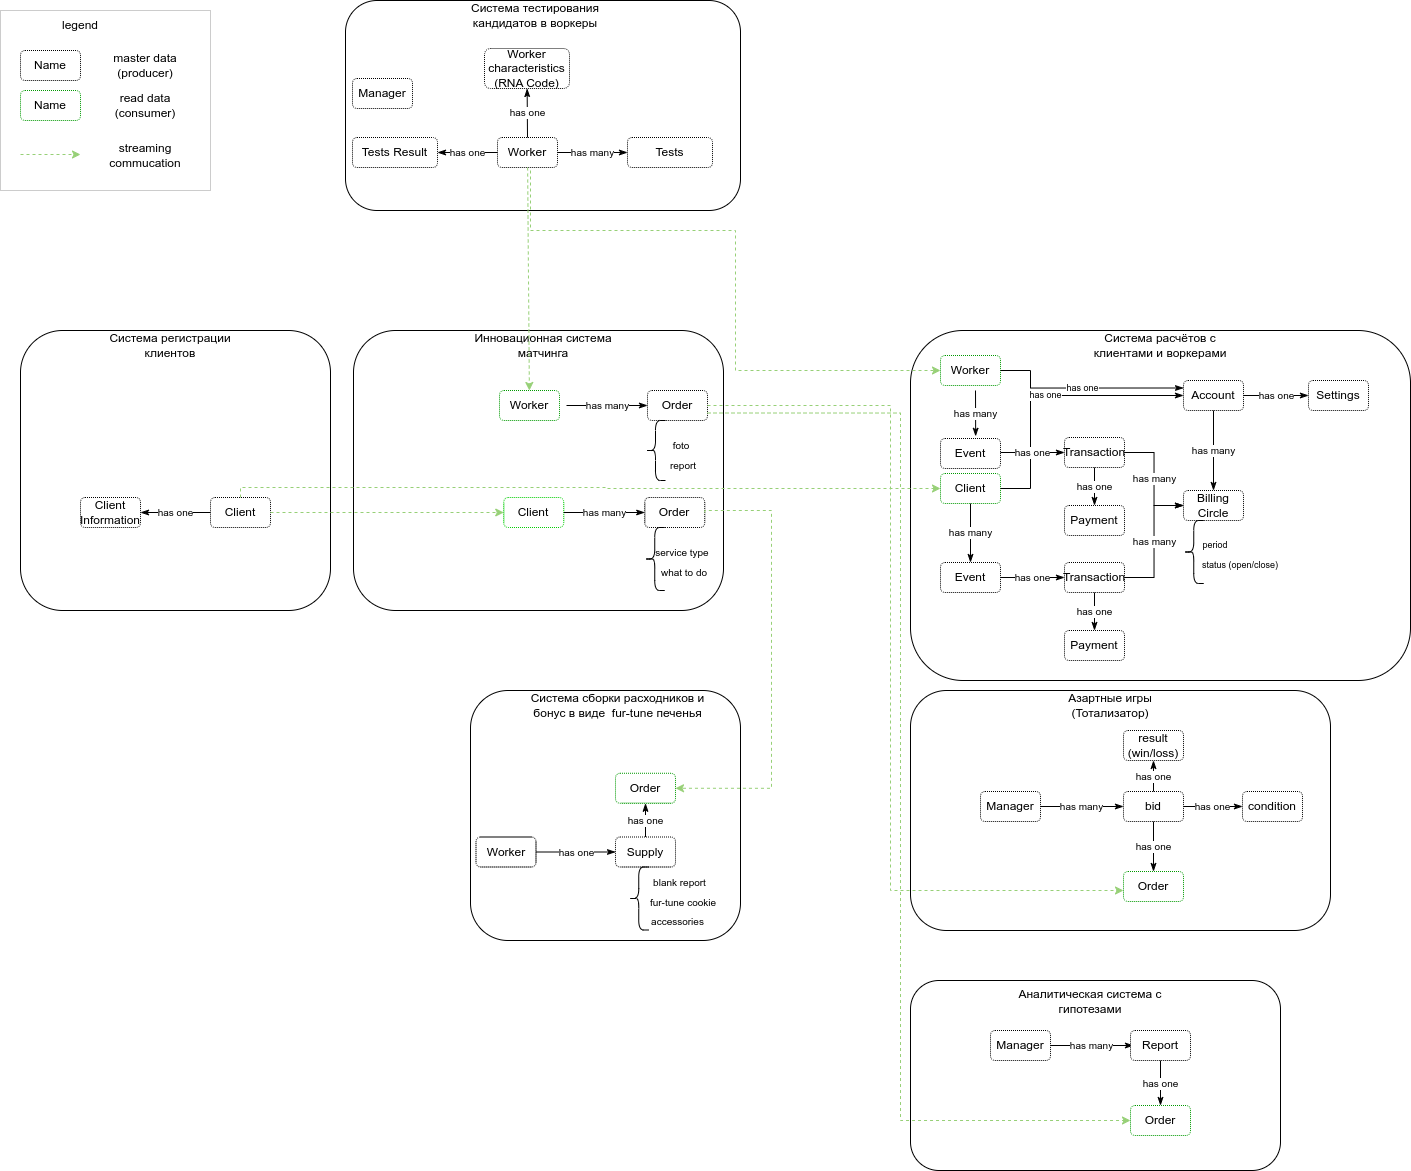 legend
Name
master data
(producer)
Name
read data
(consumer)
streaming
commucation
Система тестирования
кандидатов в воркеры
Worker
characteristics
(RNA Code)
Manager
has one
Tests Result
has one
Worker
has many
Tests
Система регистрации
клиентов
Client
Information
has one
Client
Инновационная система
матчинга
Worker
has many
Order
foto
report
Client
has many
Order
service type
what to do
Система расчётов с
клиентами и воркерами
Worker
has one
has one
Account
has one
Settings
has many
Event
has one
Transaction
has many
has many
Client
has one
Billing
Circle
Payment
has many
has many
period
status (open/close)
Event
has one
Transaction
has one
Payment
Система сборки расходников и
бонус в виде fur-tune печенья
Order
has one
Worker
has one
Supply
blank report
fur-tune cookie
accessories
Азартные игры
(Тотализатор)
result
(win/loss)
has one
Manager
has many
bid
has one
condition
has one
Order
Аналитическая система с
гипотезами
Manager
has many
Report
has one
Order